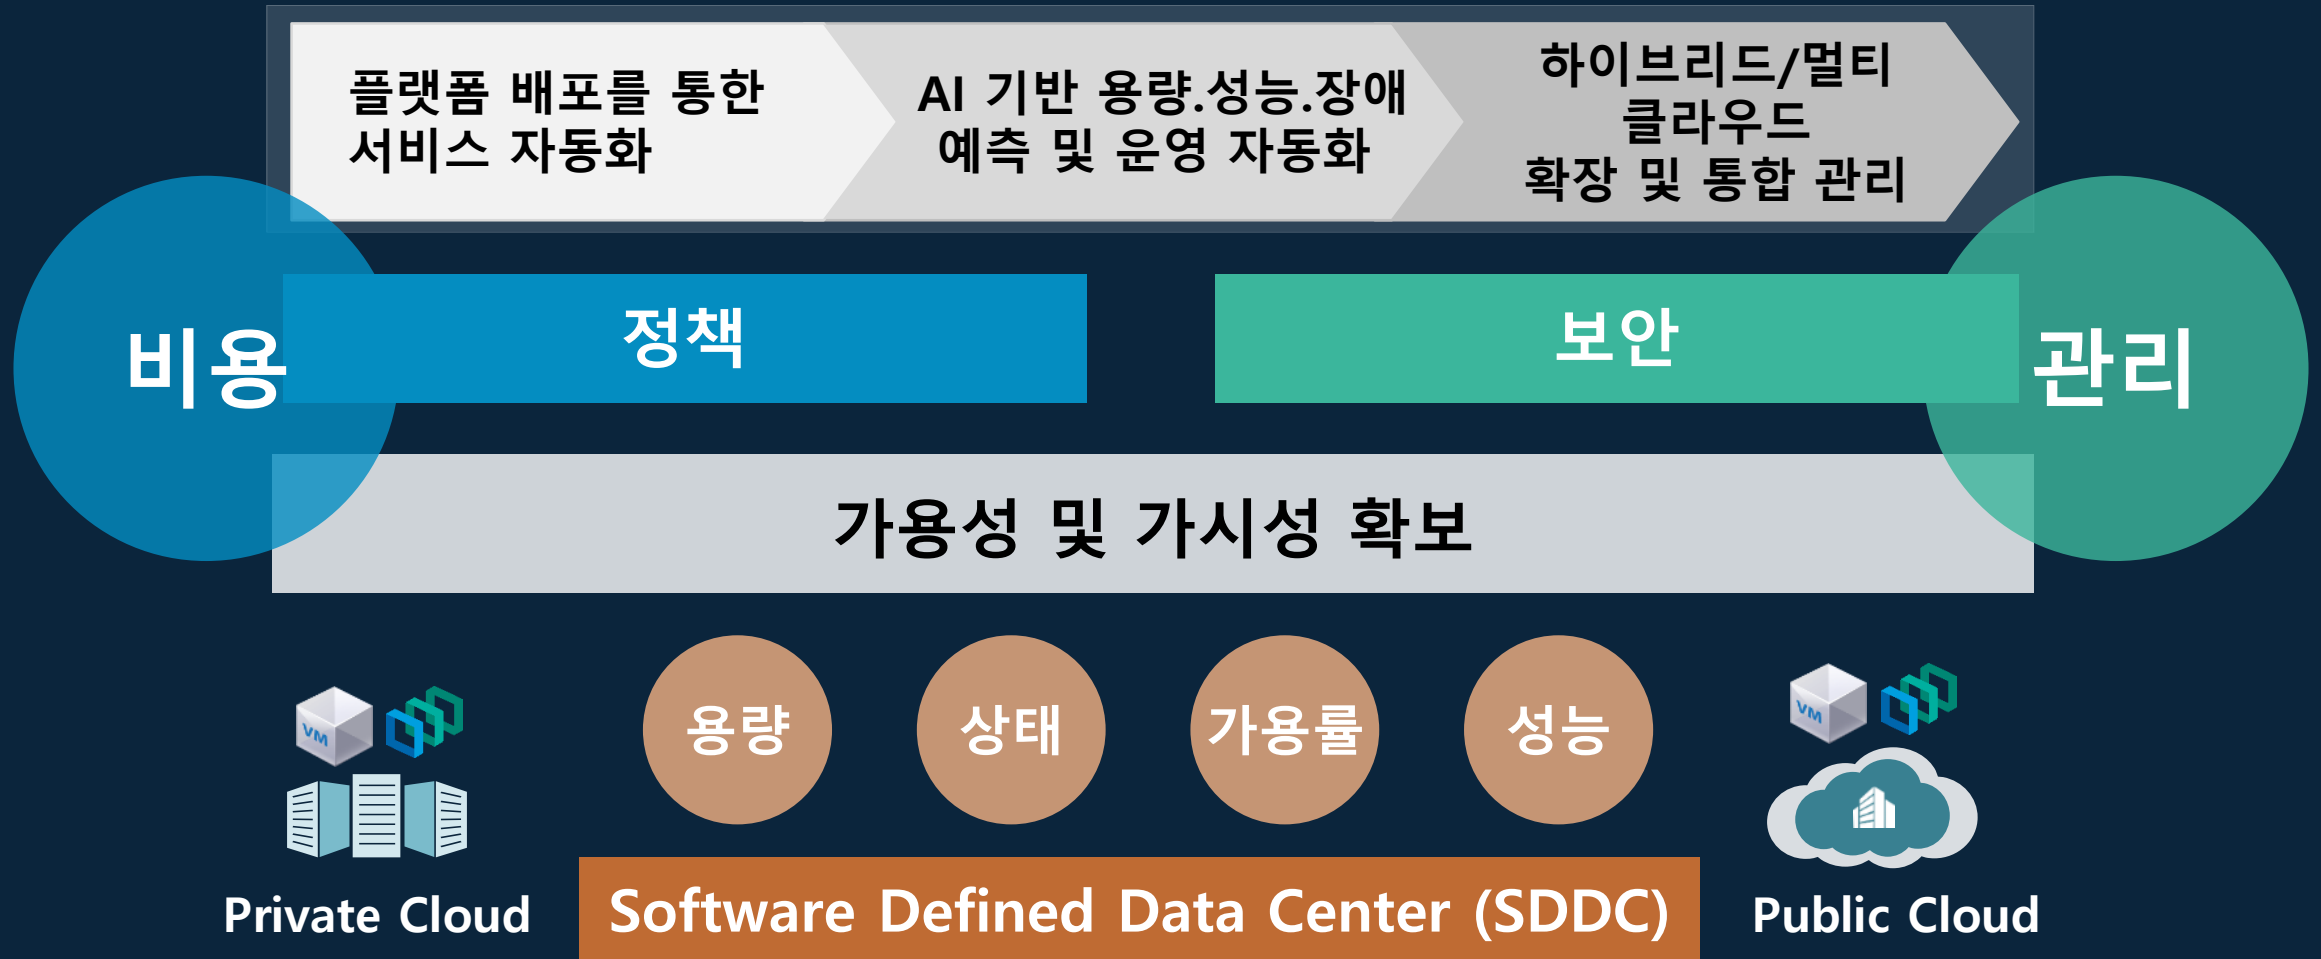 플랫폼 배포를 통한
서비스 자동화
AI 기반 용량.성능.장애
예측 및 운영 자동화
하이브리드/멀티
클라우드
확장 및 통합 관리
비용
정책
보안
관리
가용성 및 가시성 확보
용량
상태
가용률
성능
VM
VM
Private Cloud
Software Defined Data Center (SDDC)
Public Cloud